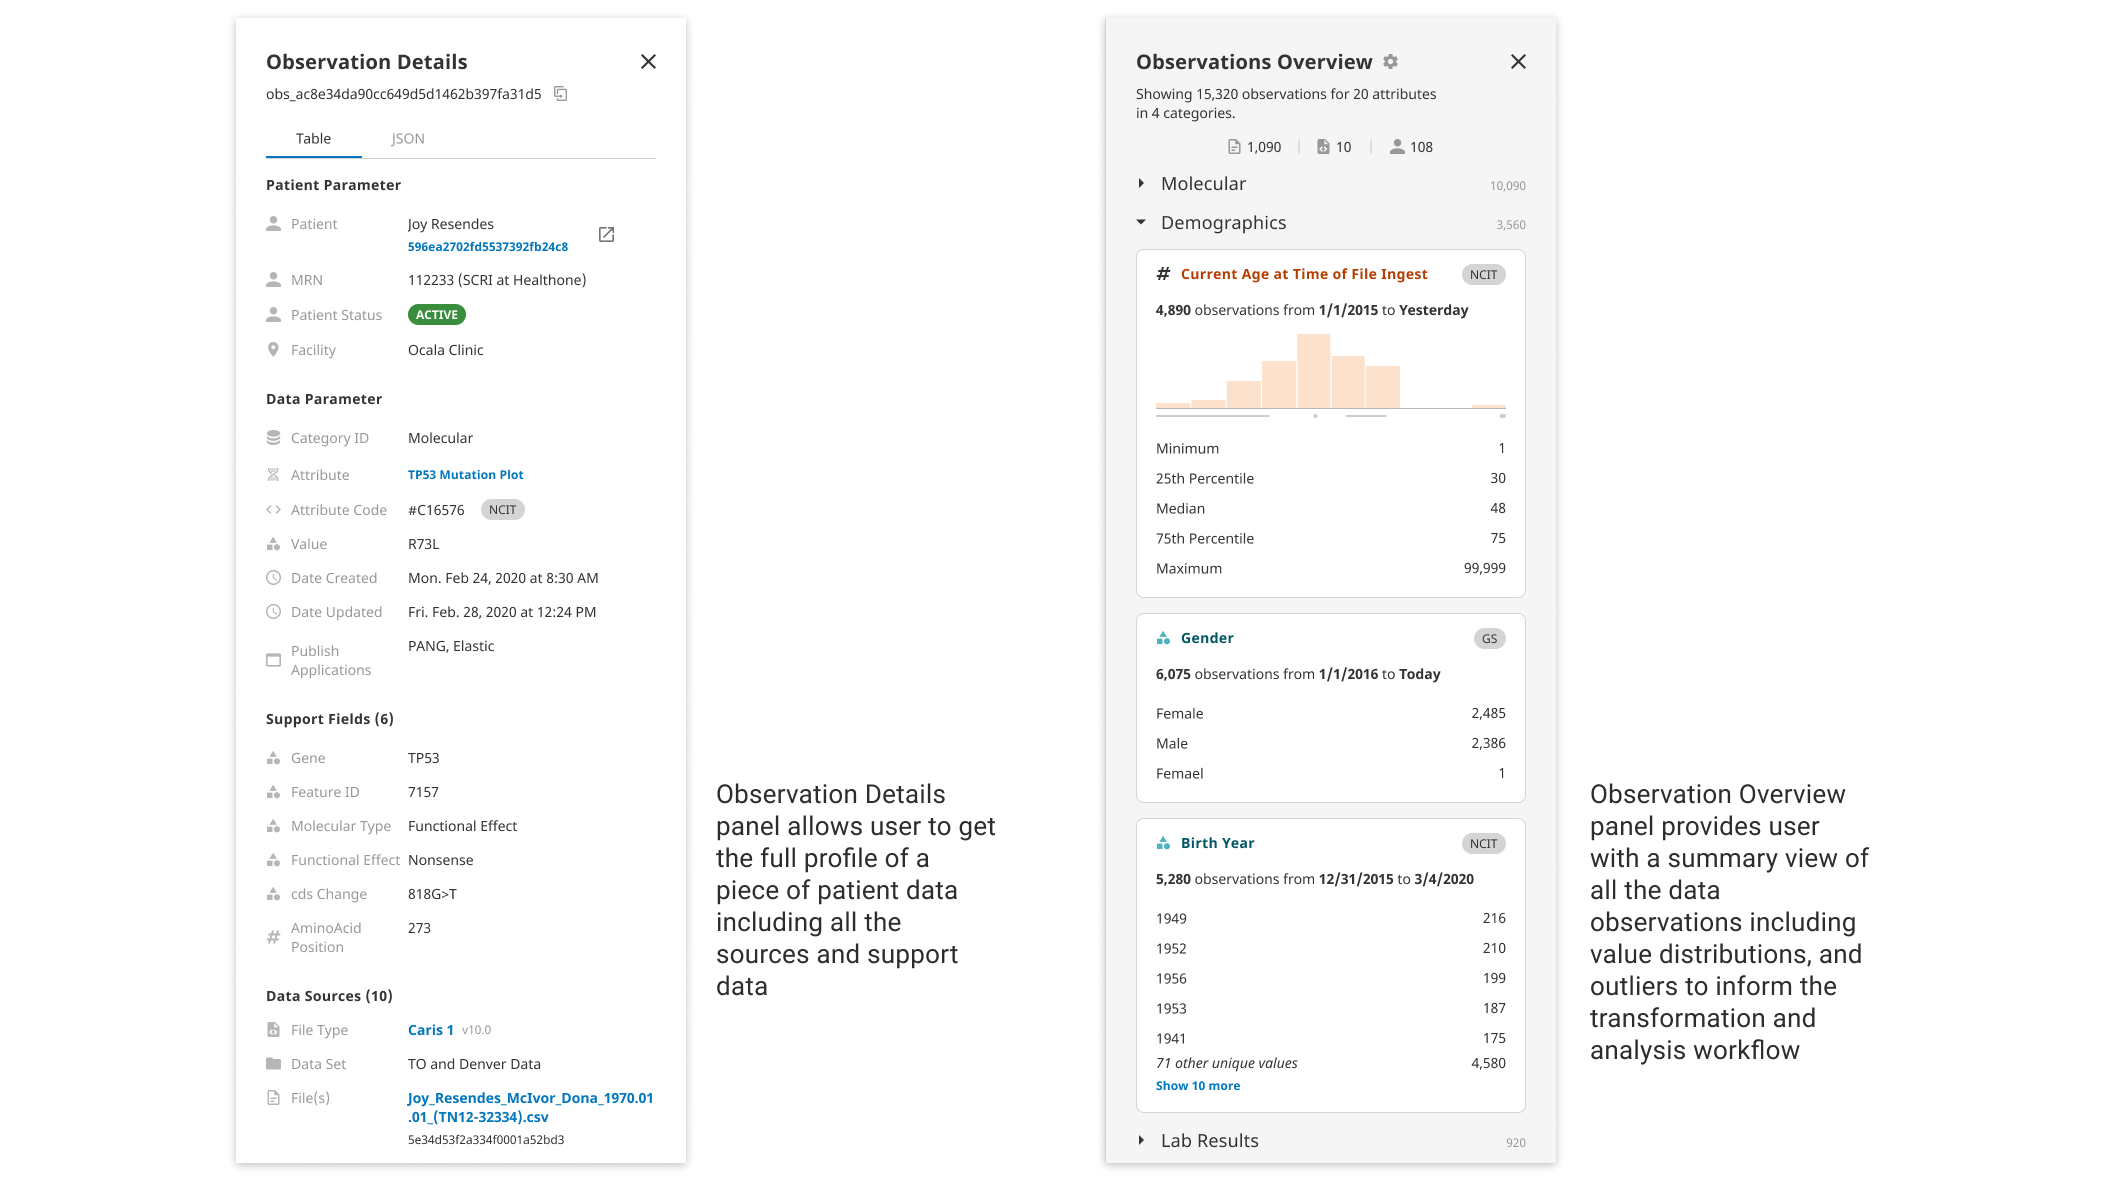 Observation Details
obs_ac8e34da90cc649d5d1462b397fa31d5
Table JSON
Patient Parameter
Patient Joy Resendes
596ea2702fd5537392fb24c8
MRN 112233 (SCRI at Healthone)
Patient Status ACTIVE
Facility Ocala Clinic
Data Parameter
Category ID Molecular
Attribute TP53 Mutation Plot
Attribute Code #C16576 NCIT
Value R73L
Date Created Mon. Feb 24, 2020 at 8:30 AM
Date Updated Fri. Feb. 28, 2020 at 12:24 PM
Publish Applications PANG, Elastic
Support Fields (6)
Gene TP53
Feature ID 7157
Molecular Type Functional Effect
Functional Effect Nonsense
cds Change 818G>T
AminoAcid Position 273
Data Sources (10)
File Type Caris 1 v10.0
Data Set TO and Denver Data
File(s) Joy_Resendes_McIvor_Dona_1970.01
.01_(TN12-32334).csv
5e34d53f2a334f0001a52bd3
Observation Details
panel allows user to get
the full profile of a
piece of patient data
including all the
sources and support
data
Observations Overview
Showing 15,320 observations for 20 attributes
in 4 categories.
1,090 10 108
Molecular 10,090
Demographics 3,560
# Current Age at Time of File Ingest NCIT
4,890 observations from 1/1/2015 to Yesterday
Minimum 1
25th Percentile 30
Median 48
75th Percentile 75
Maximum 99,999
Gender GS
6,075 observations from 1/1/2016 to Today
Female 2,485
Male 2,386
Femael 1
Birth Year NCIT
5,280 observations from 12/31/2015 to 3/4/2020
1949 216
1952 210
1956 199
1953 187
1941 175
71 other unique values 4,580
Show 10 more
Lab Results 920
Observation Overview
panel provides user
with a summary view of
all the data
observations including
value distributions, and
outliers to inform the
transformation and
analysis workflow